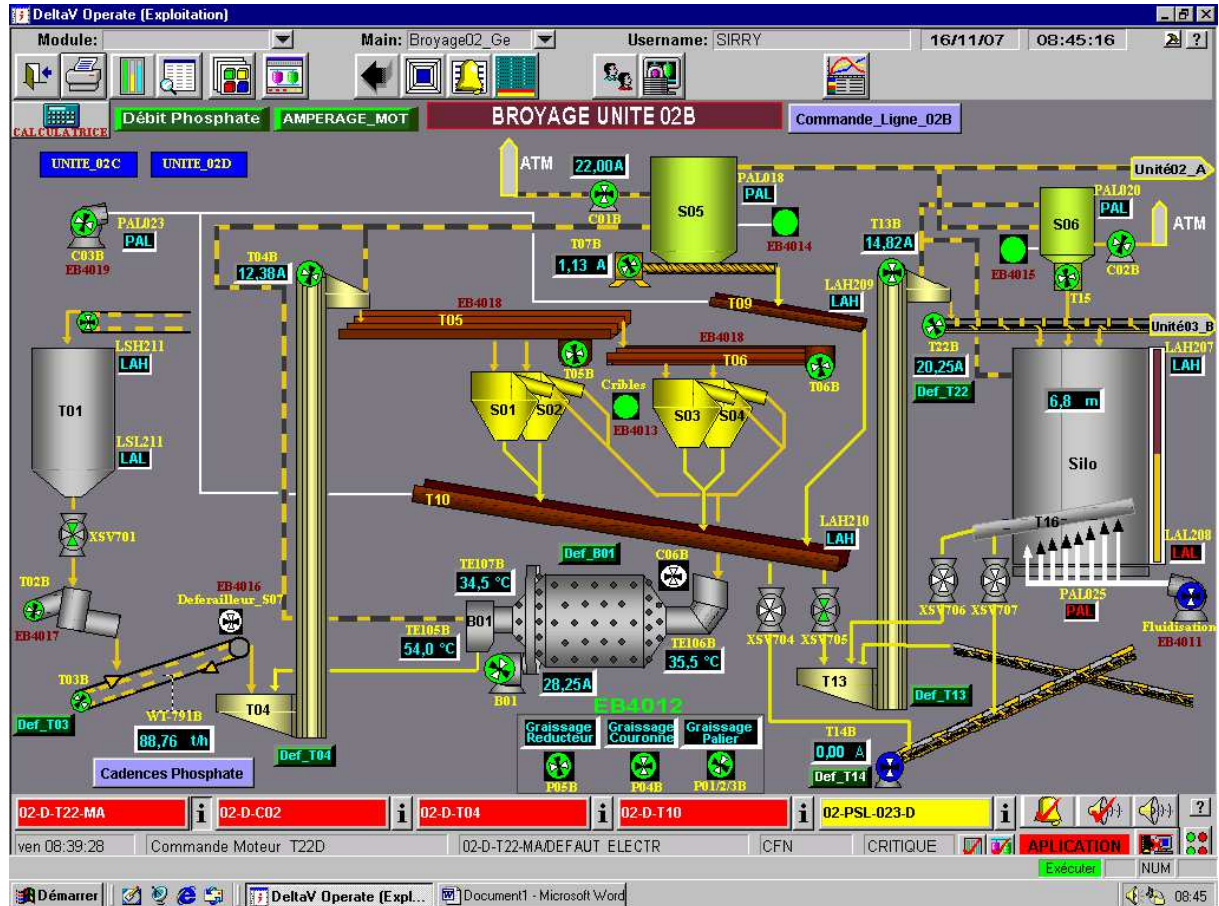 DeltaV Operate (Exploitation)
Module: Main: Broyage02_Ge Username: SIRRY 16/11/07 08:45:16 ?
CALCULATRICE Débit Phosphate AMPERAGE_MOT BROYAGE UNITE 02B Commande_Ligne_02B
UNITE_02C UNITE_02D
ATM 22,00A C01B
S05 PAL018 PAL
Unité02_A
PAL020 PAL
S06 ATM
C02B
EB4015
T15
PAL023 PAL
C03B
EB4019
T04B
12,38A
T07B
1,13 A
EB4014
T13B
14,82A
T09
LAH209
LAH
EB4018
T05
T05B
EB4018
T06
T06B
T22B
20,25A
Def_T22
Unité03_B
LAH207
LAH
LSH211
LAH
T01
LSL211
LAL
S01 S02
Cribles
EB4013
S03 S04
6,8 m
Silo
T16
LAL208
LAL
T10
LAH210
LAH
XSV701
Def_B01
C06B
TE107B
34,5 °C
B01
TE105B
54,0 °C
TE106B
35,5 °C
28,25A
B01
XSV704 XSV705
XSV706 XSV707
PAL025
PAL
Fluidisation
EB4011
T02B
EB4017
EB4016
Deferailleur_S07
T03B
Def_T03
WT-791B
88,76 t/h
T04
Def_T04
Cadences Phosphate
EB4012
Graissage Graissage Graissage
Reducteur Couronne Palier
P05B P04B P01/2/3B
T13
Def_T13
T14B
0,00 A
Def_T14
02-D-T22-MA i 02-D-C02 i 02-D-T04 i 02-D-T10 i 02-PSL-023-D i ?
ven 08:39:28 Commande Moteur T22D 02-D-T22-MA/DEFAUT ELECTR CFN CRITIQUE APLICATION
Exécuter NUM
Démarrer DeltaV Operate (Expl... Document1 - Microsoft Word 08:45